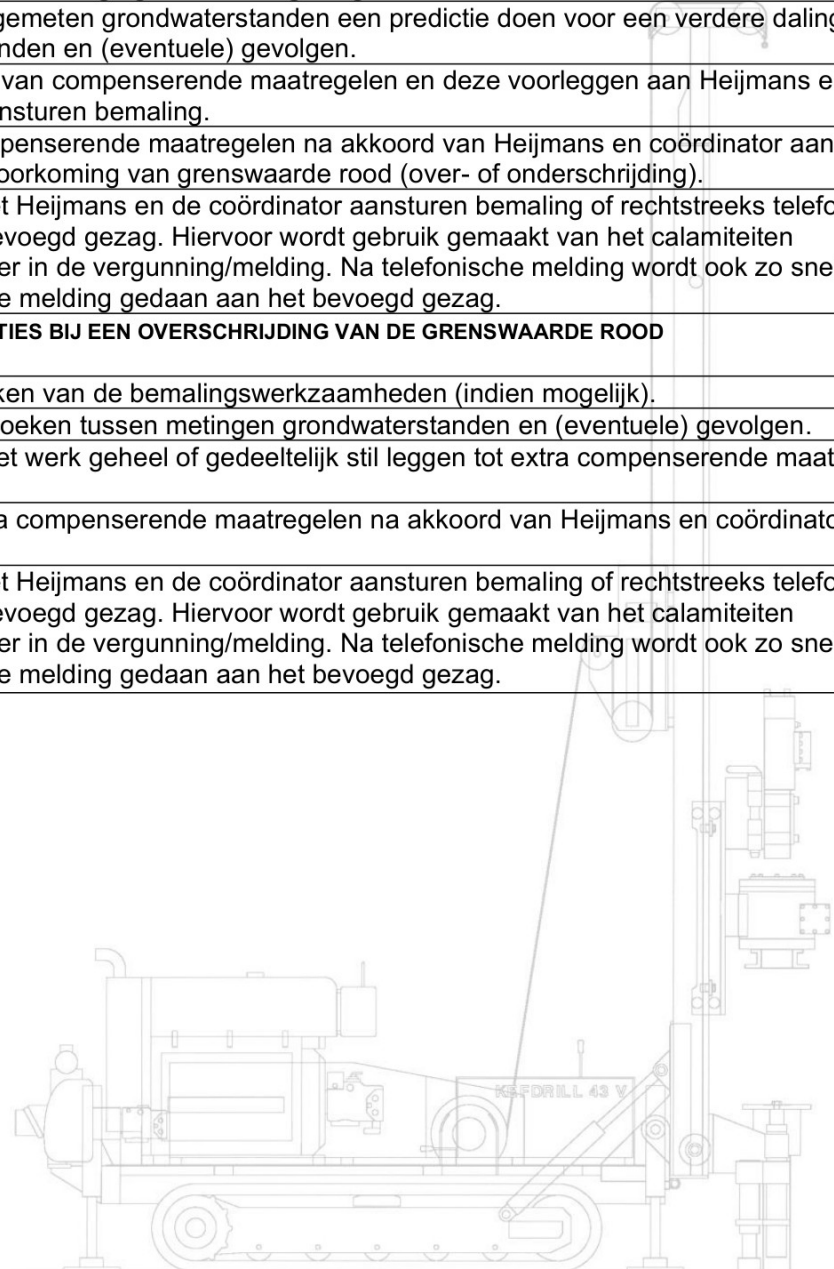 gemeten grondwaterstanden een predictie doen voor een verdere daling
nden en (eventuele) gevolgen.
van compenserende maatregelen en deze voorleggen aan Heijmans e
nsturen bemaling.
penserende maatregelen na akkoord van Heijmans en coördinator aan
oorkoming van grenswaarde rood (over- of onderschrijding).
t Heijmans en de coördinator aansturen bemaling of rechtstreeks telefo
evoegd gezag. Hiervoor wordt gebruik gemaakt van het calamiteiten
er in de vergunning/melding. Na telefonische melding wordt ook zo sne
e melding gedaan aan het bevoegd gezag.
TIES BIJ EEN OVERSCHRIJDING VAN DE GRENSWAARDE ROOD
ken van de bemalingswerkzaamheden (indien mogelijk).
oeken tussen metingen grondwaterstanden en (eventuele) gevolgen.
et werk geheel of gedeeltelijk stil leggen tot extra compenserende maat
a compenserende maatregelen na akkoord van Heijmans en coördinato
t Heijmans en de coördinator aansturen bemaling of rechtstreeks telefo
evoegd gezag. Hiervoor wordt gebruik gemaakt van het calamiteiten
er in de vergunning/melding. Na telefonische melding wordt ook zo sne
e melding gedaan aan het bevoegd gezag.
KEFDRILL 43 V